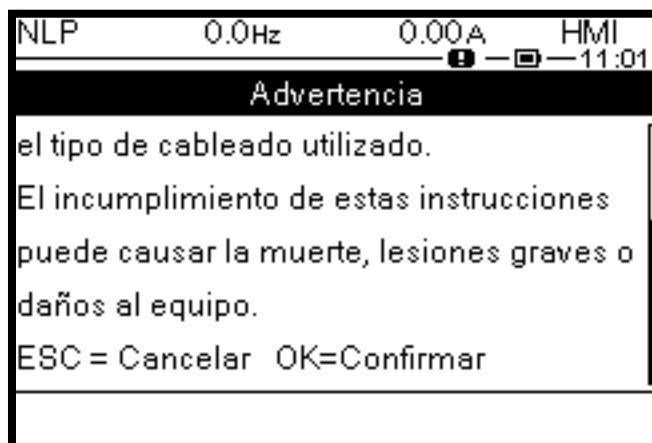 NLP 0.0Hz 0.00A HMI
11:01
Advertencia
el tipo de cableado utilizado.
El incumplimiento de estas instrucciones
puede causar la muerte, lesiones graves o
daños al equipo.
ESC = Cancelar OK=Confirmar